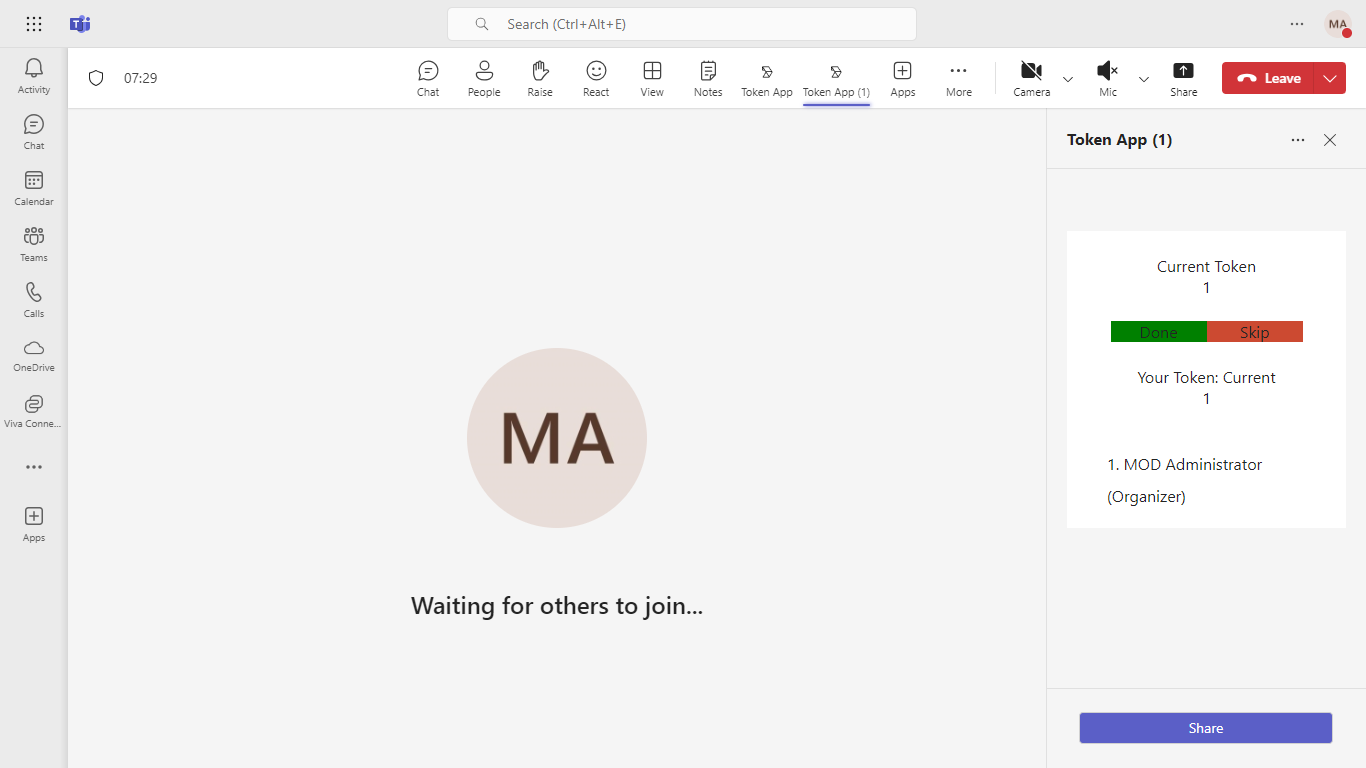 Search (Ctrl+Alt+E)
MA
Activity
Chat
Calendar
Teams
Calls
OneDrive
Viva Conne...
Apps
07:29
Chat
People
Raise
React
View
Notes
Token App
Token App (1)
Apps
More
Camera
Mic
Share
Leave
MA
Waiting for others to join...
Token App (1)
Current Token
1
Done
Skip
Your Token: Current
1
1. MOD Administrator
(Organizer)
Share